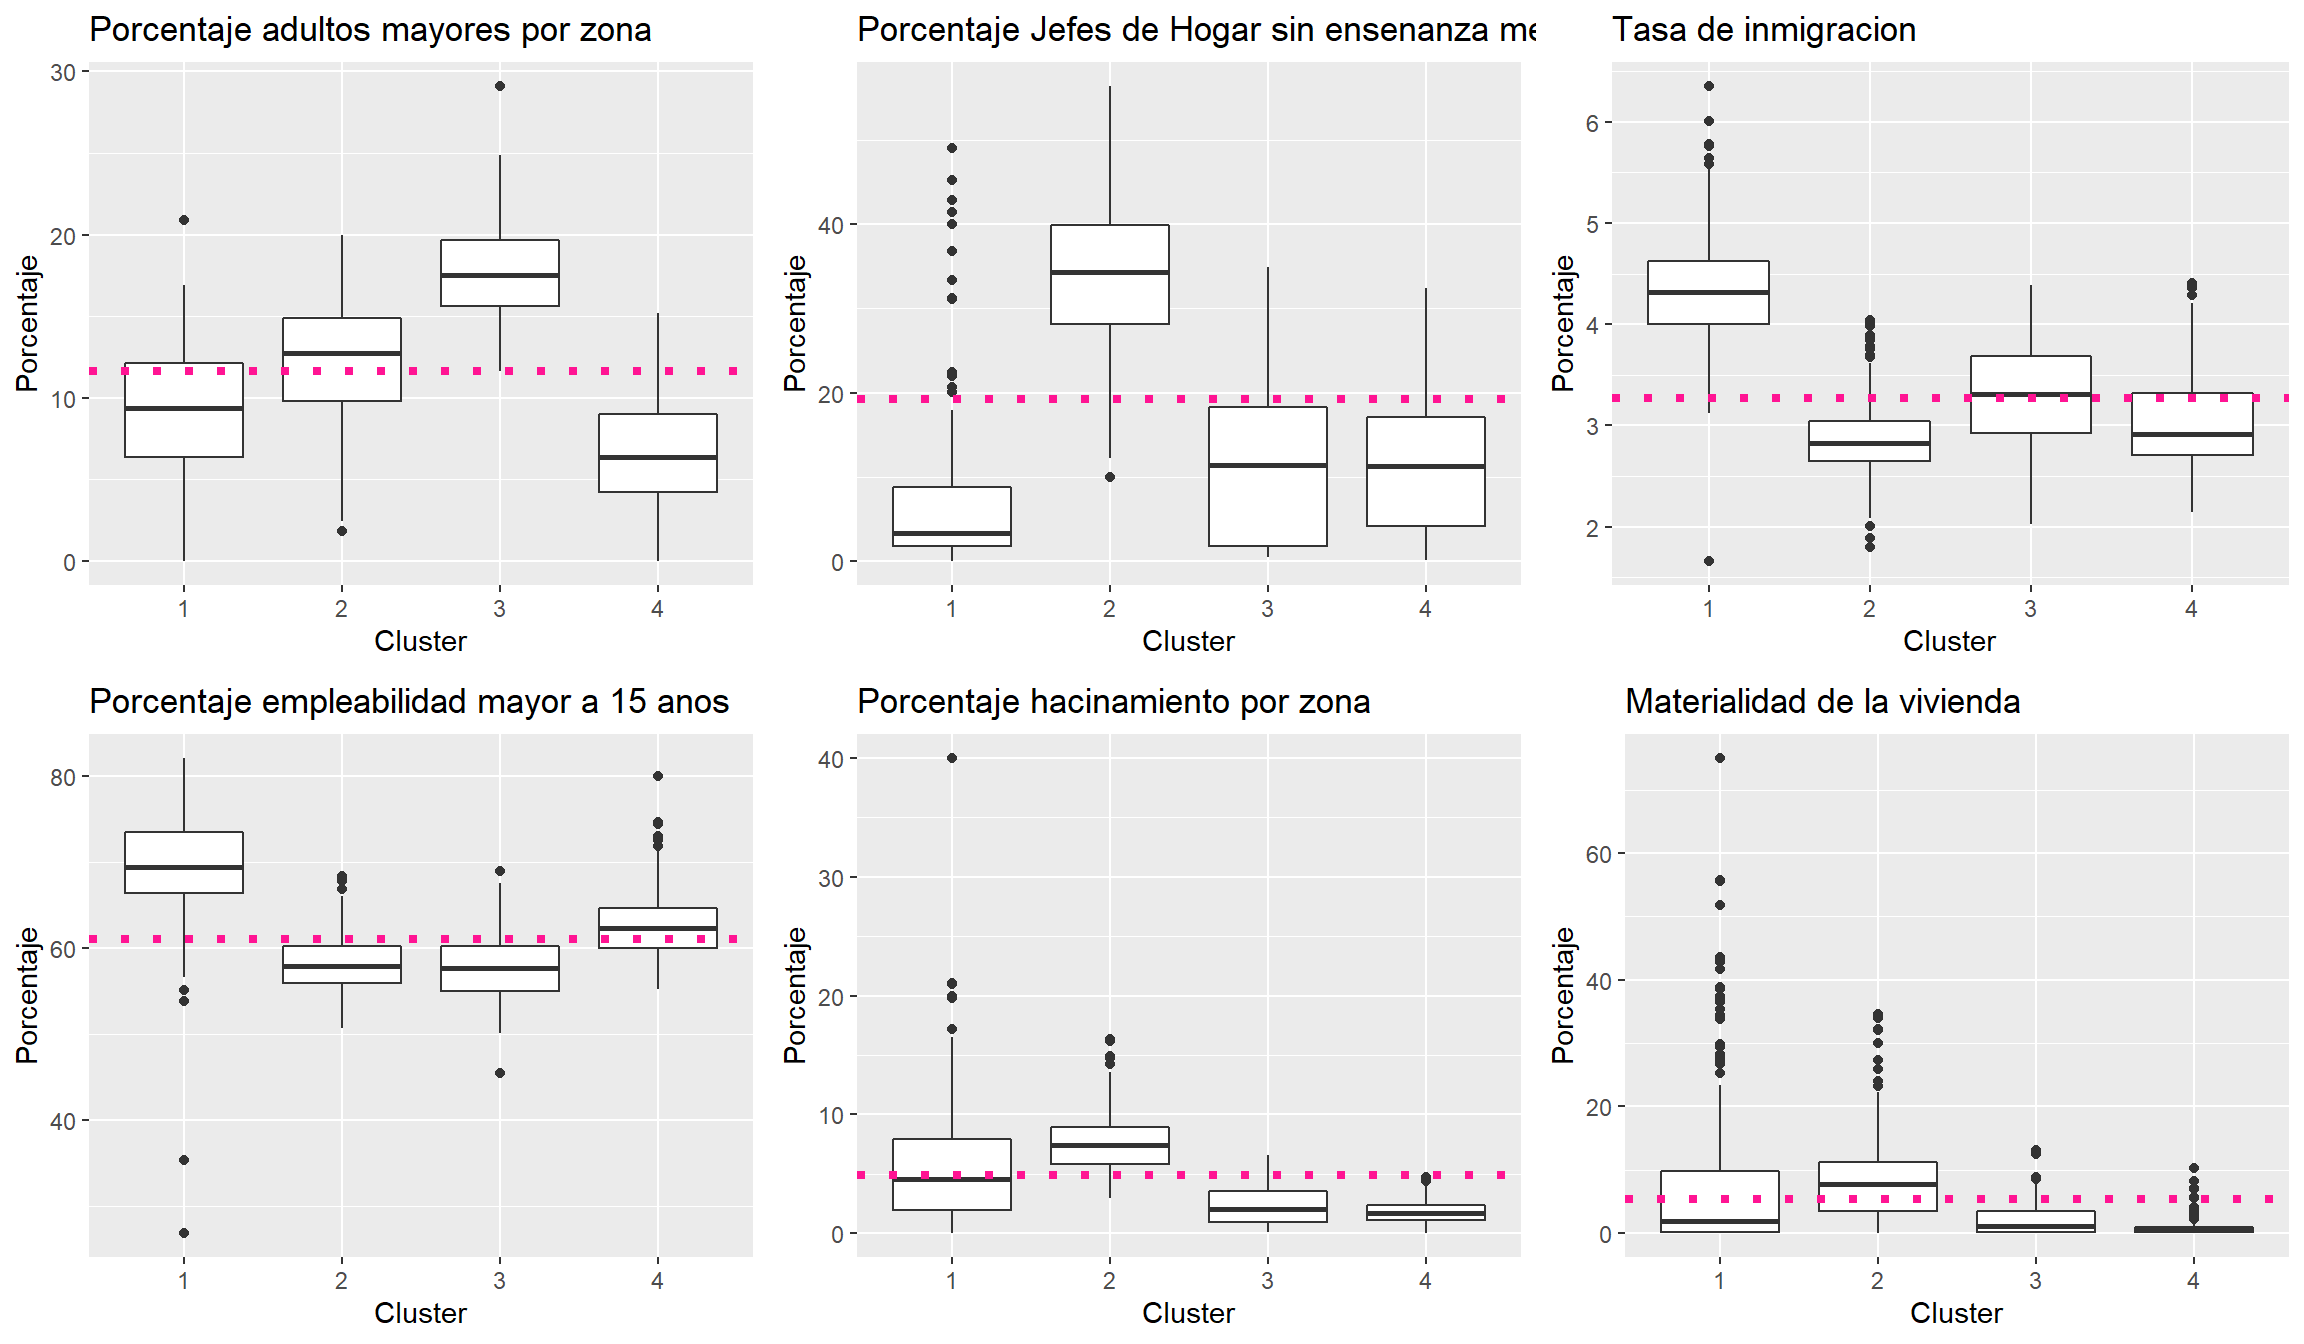 Porcentaje adultos mayores por zona
30
20
10
0
Porcentaje
1 2 3 4
Cluster
Porcentaje Jefes de Hogar sin ensenanza me
40
20
0
Porcentaje
1 2 3 4
Cluster
Tasa de inmigracion
6
5
4
3
2
Porcentaje
1 2 3 4
Cluster
Porcentaje empleabilidad mayor a 15 anos
80
60
40
Porcentaje
1 2 3 4
Cluster
Porcentaje hacinamiento por zona
40
30
20
10
0
Porcentaje
1 2 3 4
Cluster
Materialidad de la vivienda
60
40
20
0
Porcentaje
1 2 3 4
Cluster